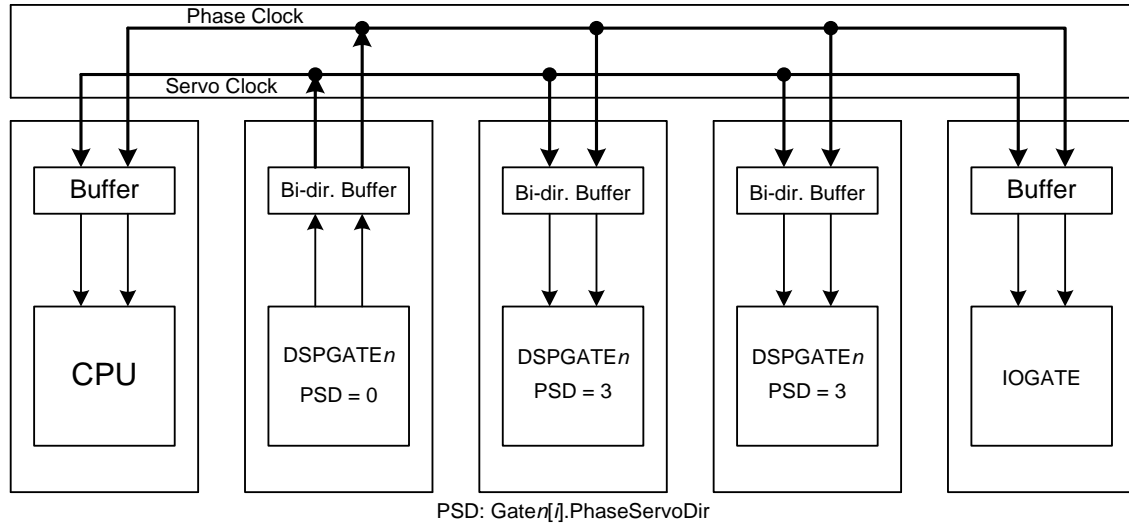 Phase Clock
Servo Clock
Buffer
Bi-dir. Buffer
Bi-dir. Buffer
Bi-dir. Buffer
Buffer
CPU
DSPGATEn
PSD = 0
DSPGATEn
PSD = 3
DSPGATEn
PSD = 3
IOGATE
PSD: Gaten[i].PhaseServoDir